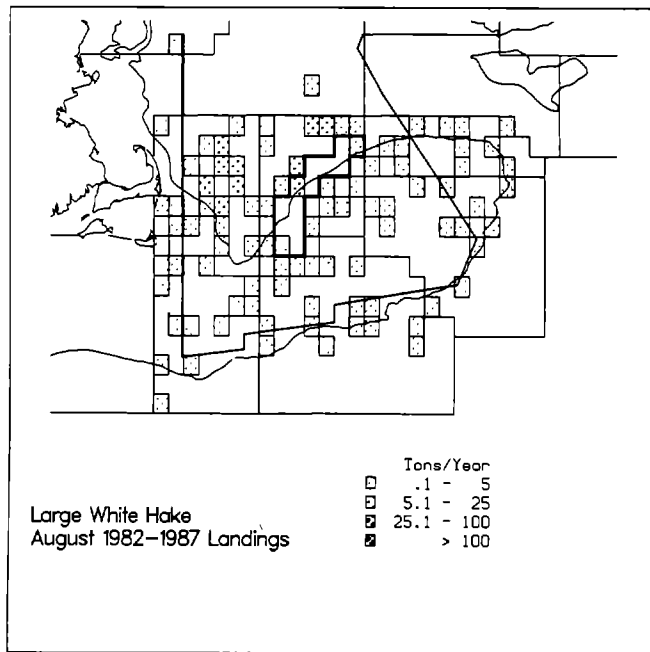 Tons/Year
.1 - 5
5.1 - 25
25.1 - 100
> 100
Large White Hake
August 1982-1987 Landings